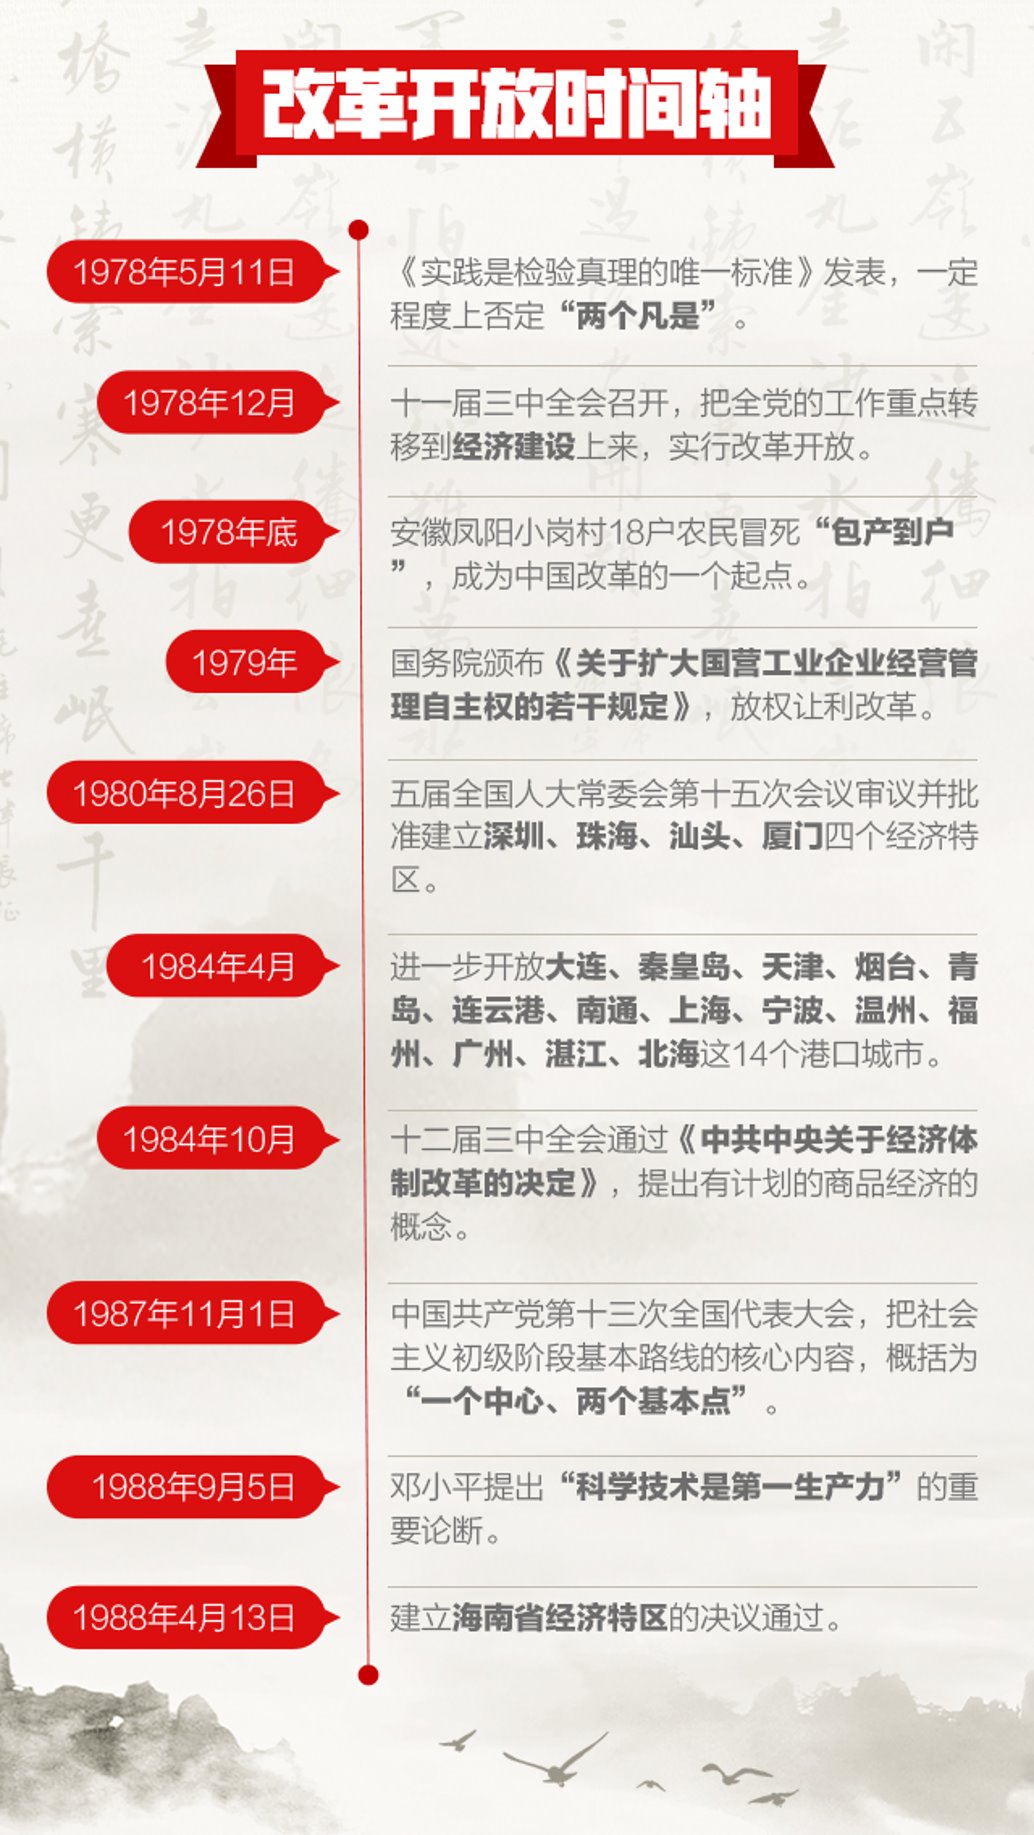 改革开放时间轴
1978年5月11日
《实践是检验真理的唯一标准》发表，一定
程度上否定“两个凡是”。
1978年12月
十一届三中全会召开，把全党的工作重点转
移到经济建设上来，实行改革开放。
1978年底
安徽凤阳小岗村18户农民冒死“包产到户
”，成为中国改革的一个起点。
1979年
国务院颁布《关于扩大国营工业企业经营管
理自主权的若干规定》，放权让利改革。
1980年8月26日
五届全国人大常委会第十五次会议审议并批
准建立深圳、珠海、汕头、厦门四个经济特
区。
1984年4月
进一步开放大连、秦皇岛、天津、烟台、青
岛、连云港、南通、上海、宁波、温州、福
州、广州、湛江、北海这14个港口城市。
1984年10月
十二届三中全会通过《中共中央关于经济体
制改革的决定》，提出有计划的商品经济的
概念。
1987年11月1日
中国共产党第十三次全国代表大会，把社会
主义初级阶段基本路线的核心内容，概括为
“一个中心、两个基本点”。
1988年9月5日
邓小平提出“科学技术是第一生产力”的重
要论断。
1988年4月13日
建立海南省经济特区的决议通过。